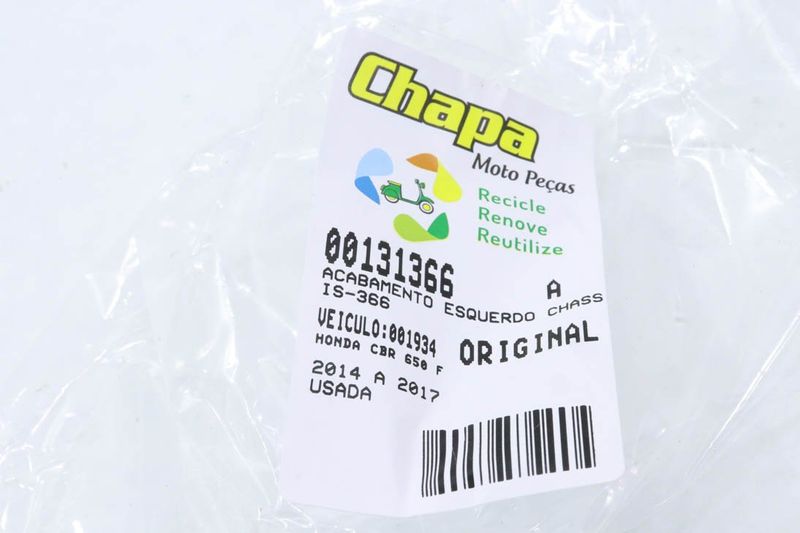 Chapa
Moto Peças
Recicle
Renove
Reutilize
00131366
A
ACABAMENTO ESQUERDO CHASS
IS-366
VEICULO:001934
ORIGINAL
HONDA CBR 650 F
2014 A 2017
USADA